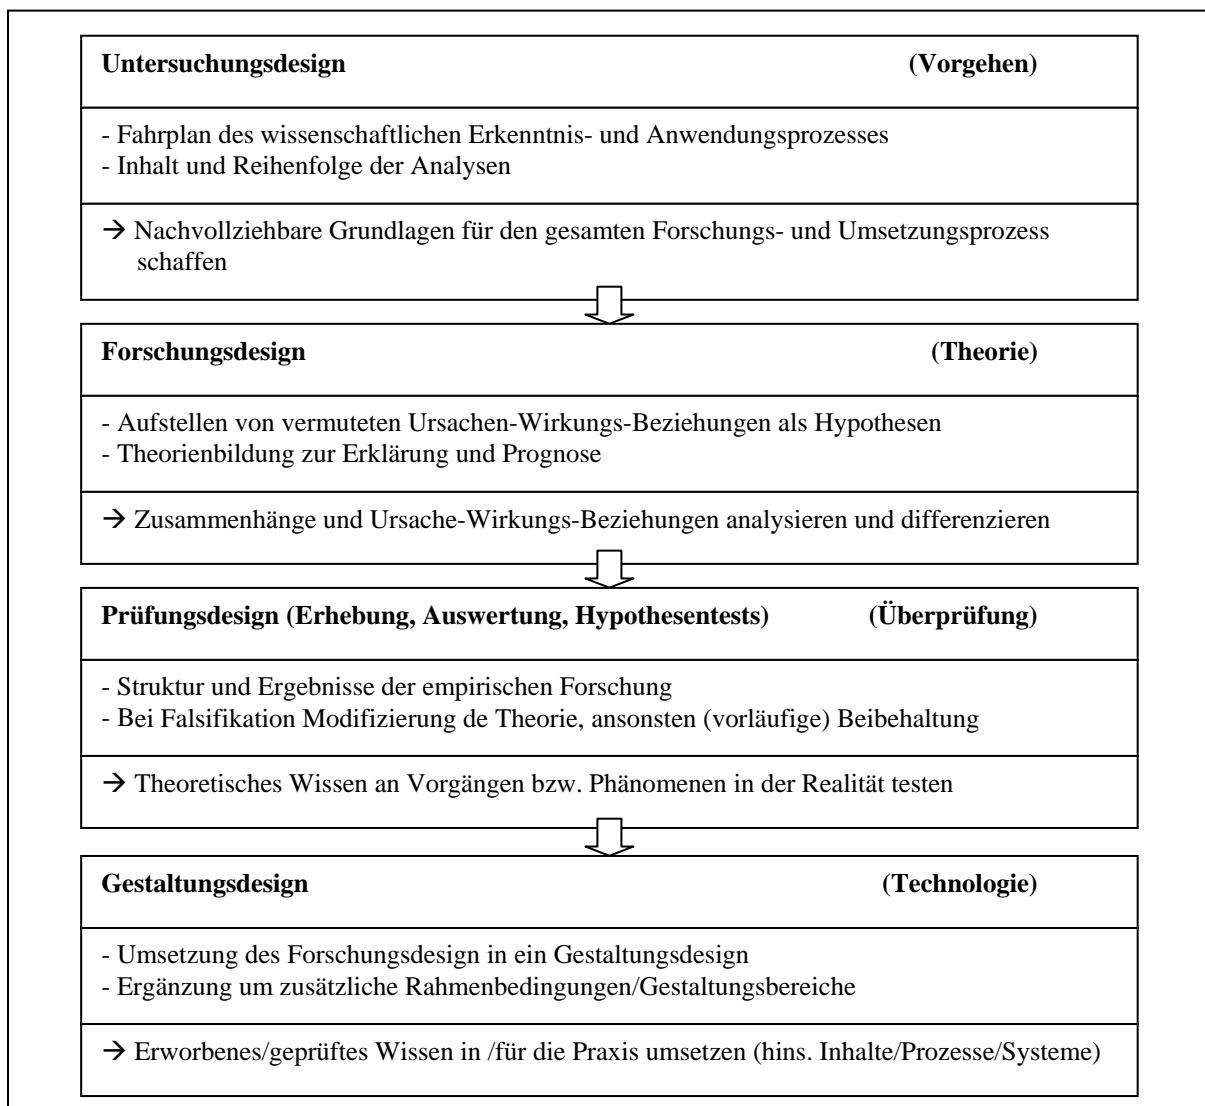 Untersuchungsdesign (Vorgehen)
- Fahrplan des wissenschaftlichen Erkenntnis- und Anwendungsprozesses
- Inhalt und Reihenfolge der Analysen
→ Nachvollziehbare Grundlagen für den gesamten Forschungs- und Umsetzungsprozess
schaffen
Forschungsdesign (Theorie)
- Aufstellen von vermuteten Ursachen-Wirkungs-Beziehungen als Hypothesen
- Theorienbildung zur Erklärung und Prognose
→ Zusammenhänge und Ursache-Wirkungs-Beziehungen analysieren und differenzieren
Prüfungsdesign (Erhebung, Auswertung, Hypothesentests) (Überprüfung)
- Struktur und Ergebnisse der empirischen Forschung
- Bei Falsifikation Modifizierung de Theorie, ansonsten (vorläufige) Beibehaltung
→ Theoretisches Wissen an Vorgängen bzw. Phänomenen in der Realität testen
Gestaltungsdesign (Technologie)
- Umsetzung des Forschungsdesign in ein Gestaltungsdesign
- Ergänzung um zusätzliche Rahmenbedingungen/Gestaltungsbereiche
→ Erworbenes/geprüftes Wissen in /für die Praxis umsetzen (hins. Inhalte/Prozesse/Systeme)